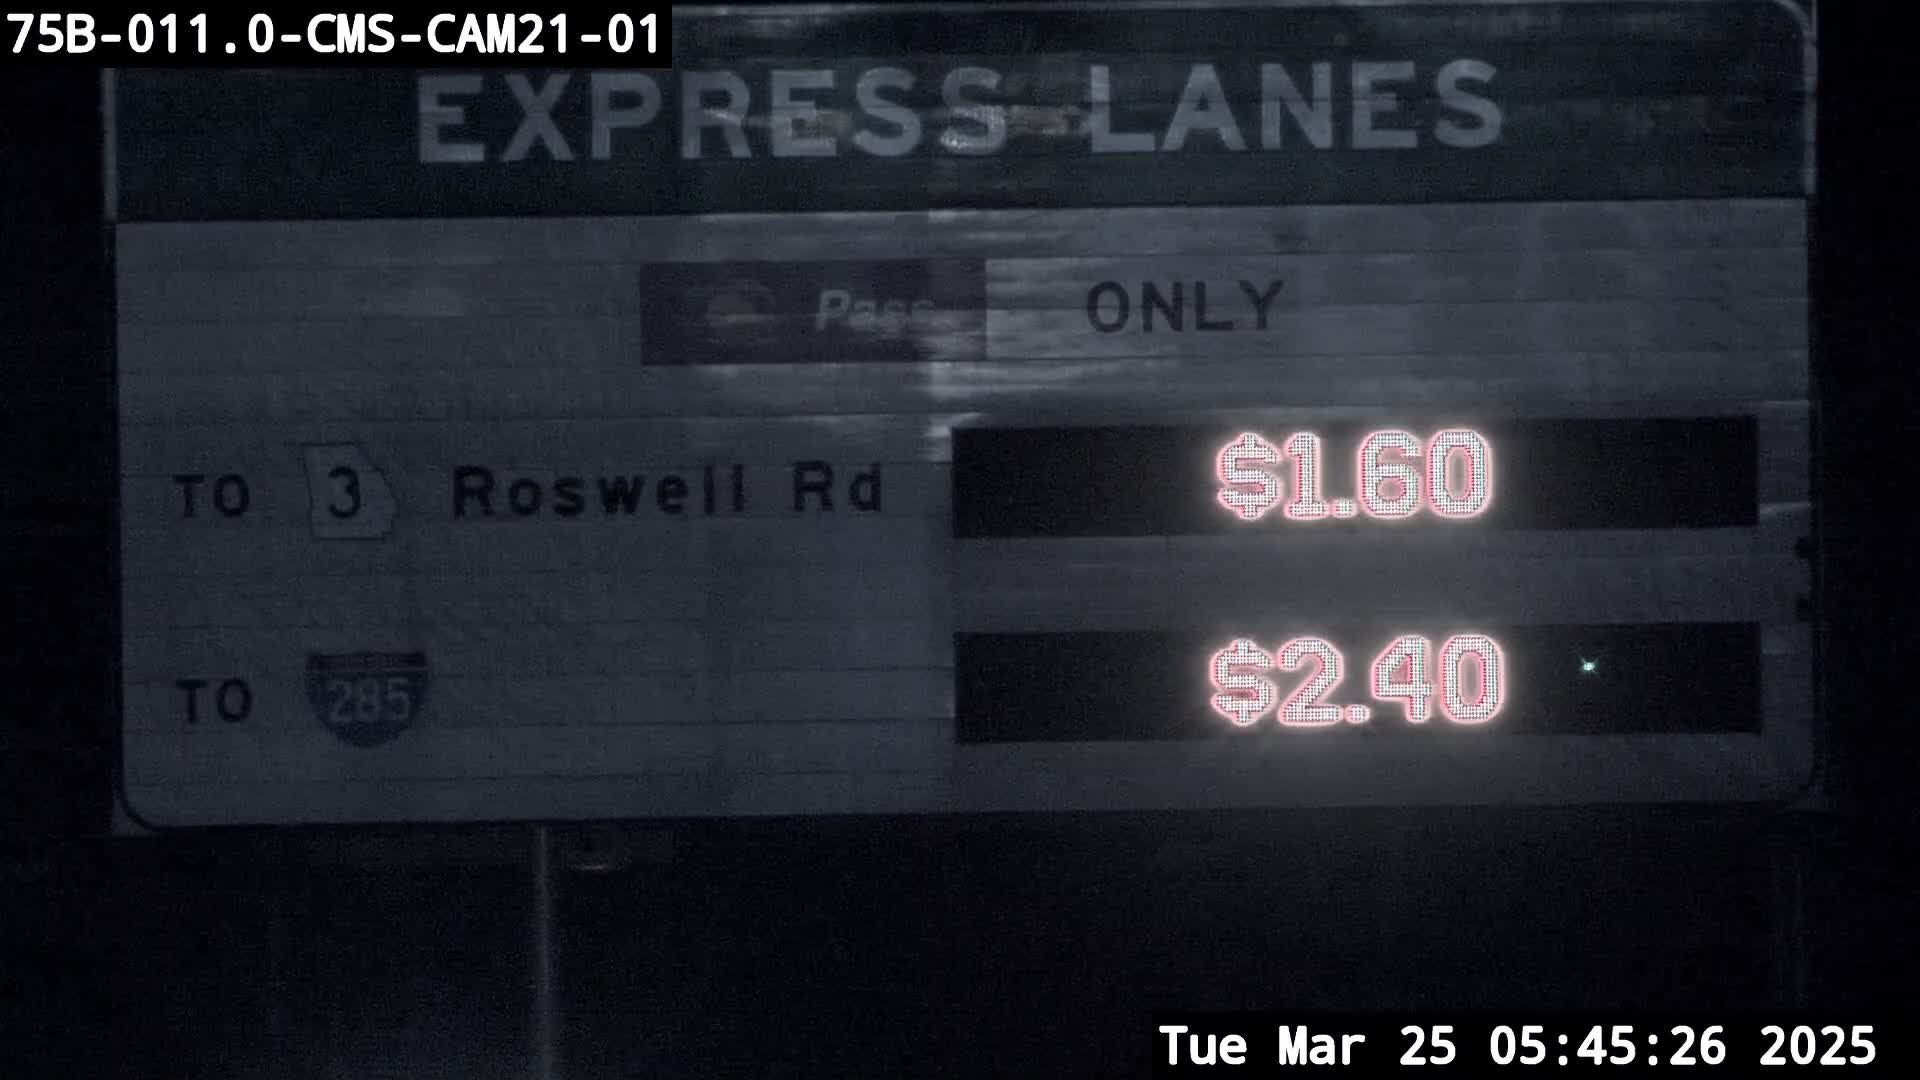 75B-011.0-CMS-CAM21-01
EXPRESS LANES
Pass ONLY
TO 3 Roswell Rd $1.60
TO 285 $2.40
Tue Mar 25 05:45:26 2025